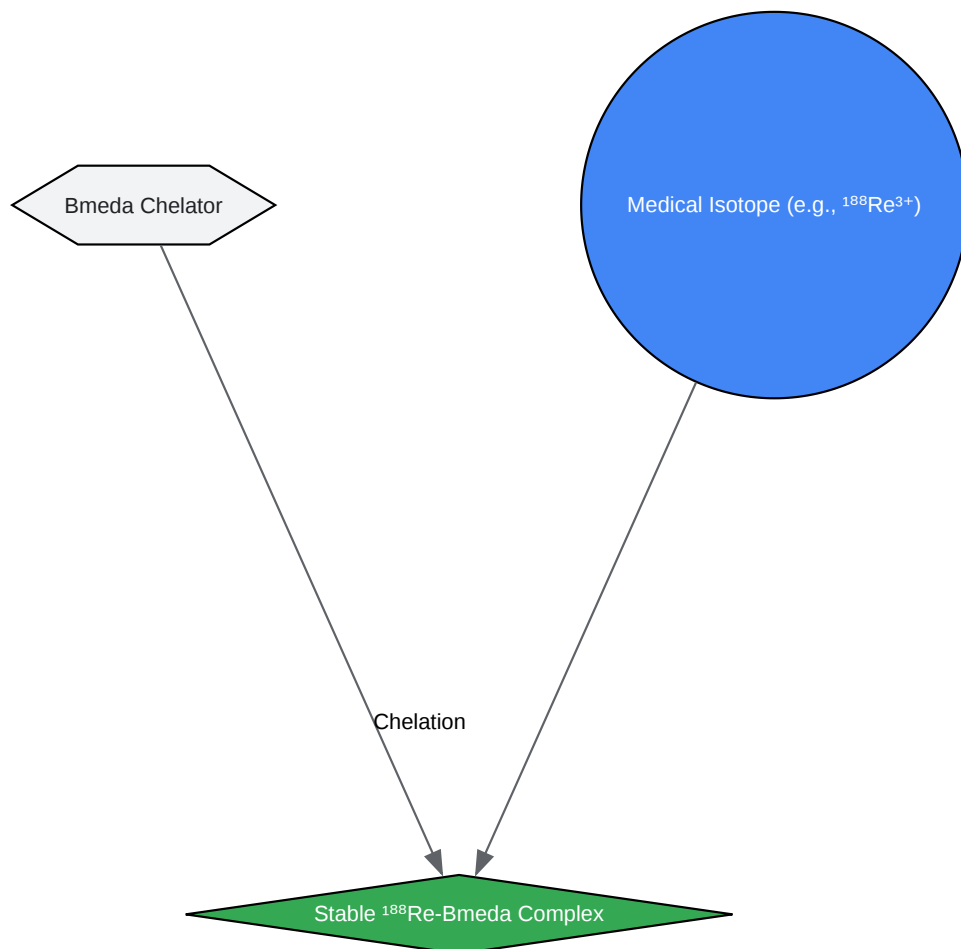 Bmeda Chelator
Medical Isotope (e.g., ¹⁸⁸Re³⁺)
Chelation
Stable ¹⁸⁸Re-Bmeda Complex